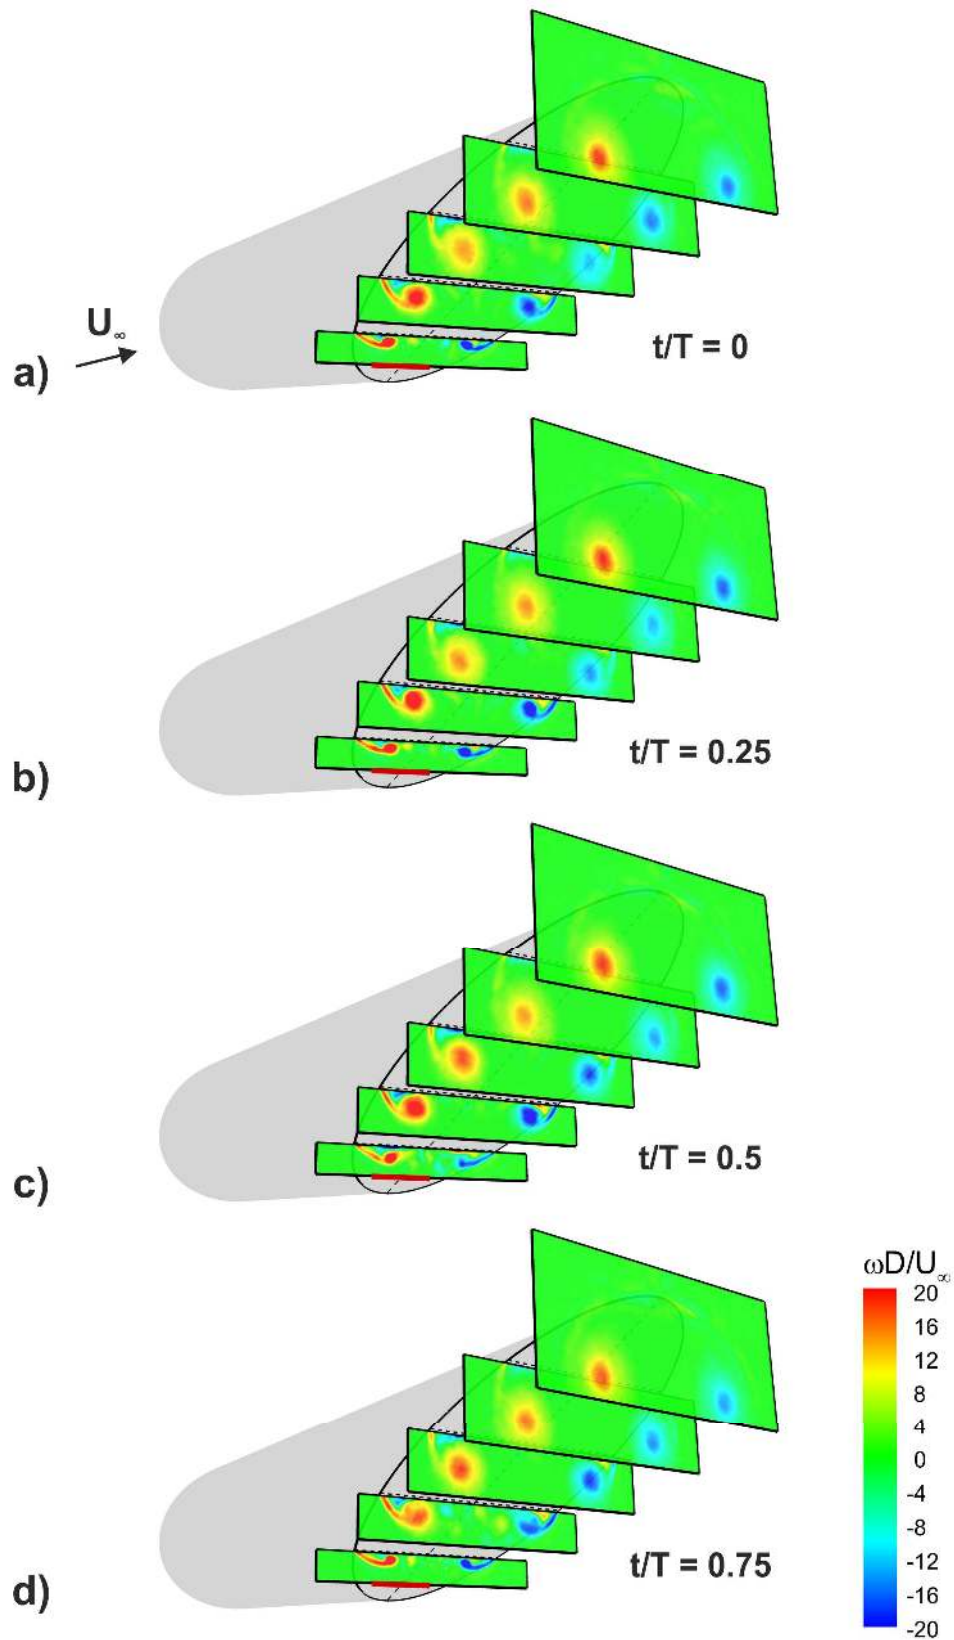 U∞
a)
t/T = 0
b)
t/T = 0.25
c)
t/T = 0.5
d)
t/T = 0.75
ωD/U∞
20
16
12
8
4
0
-4
-8
-12
-16
-20